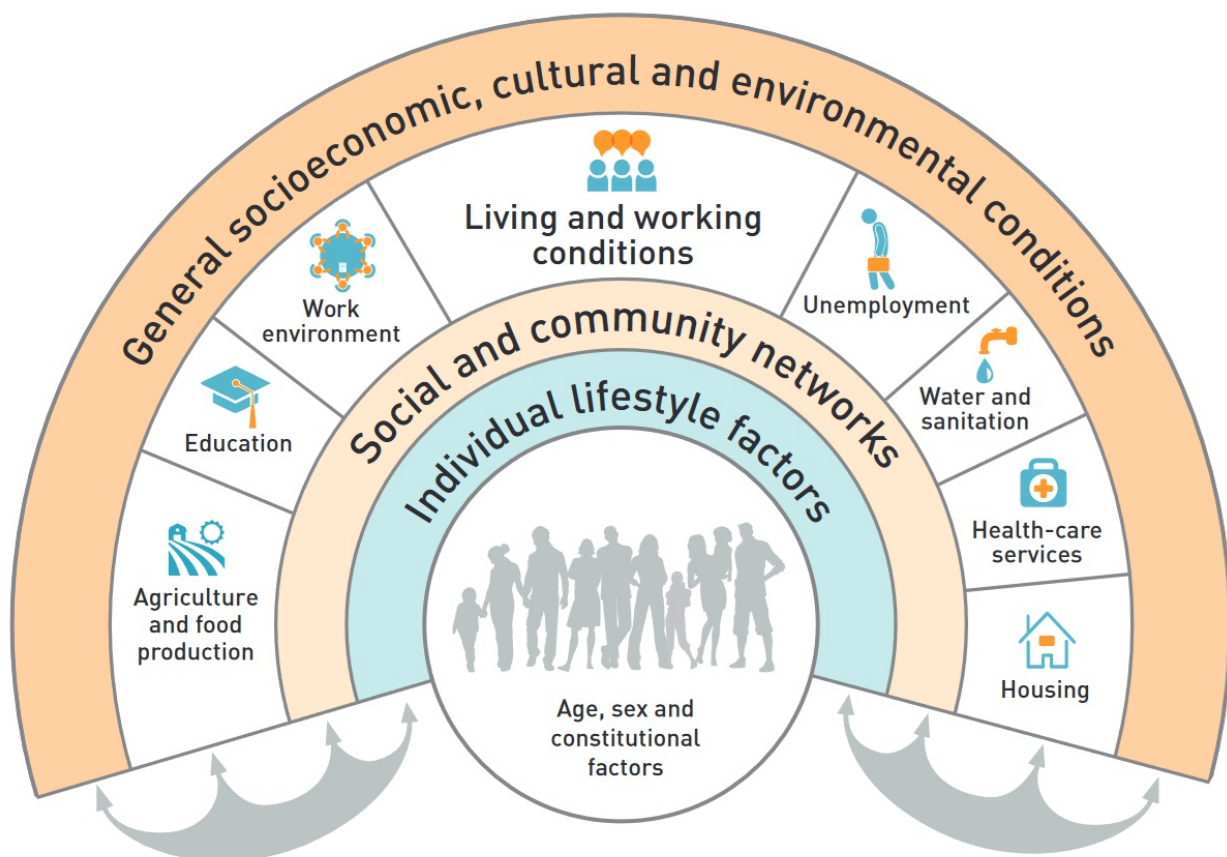 General socioeconomic, cultural and environmental conditions
Living and working
conditions
Work
environment
Unemployment
Education
Water and
sanitation
Agriculture
and food
production
Health-care
services
Housing
Social and community networks
Individual lifestyle factors
Age, sex and
constitutional
factors